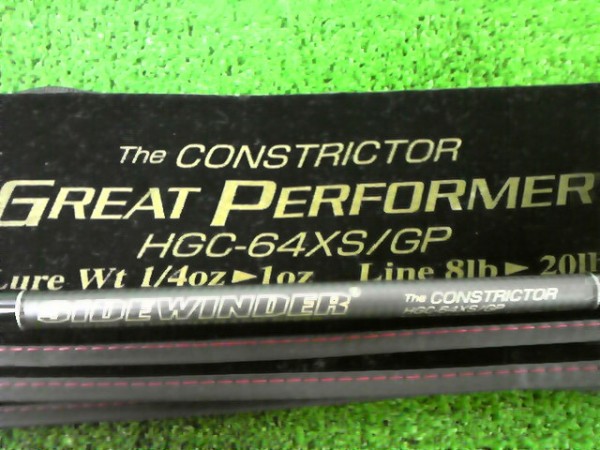 The CONSTRICTOR
GREAT PERFORMER
HGC-64XS/GP
Lure Wt 1/4oz►1oz Line 8lb► 20lb
SIDEWINDER® The CONSTRICTOR
HGC-64XS/GP